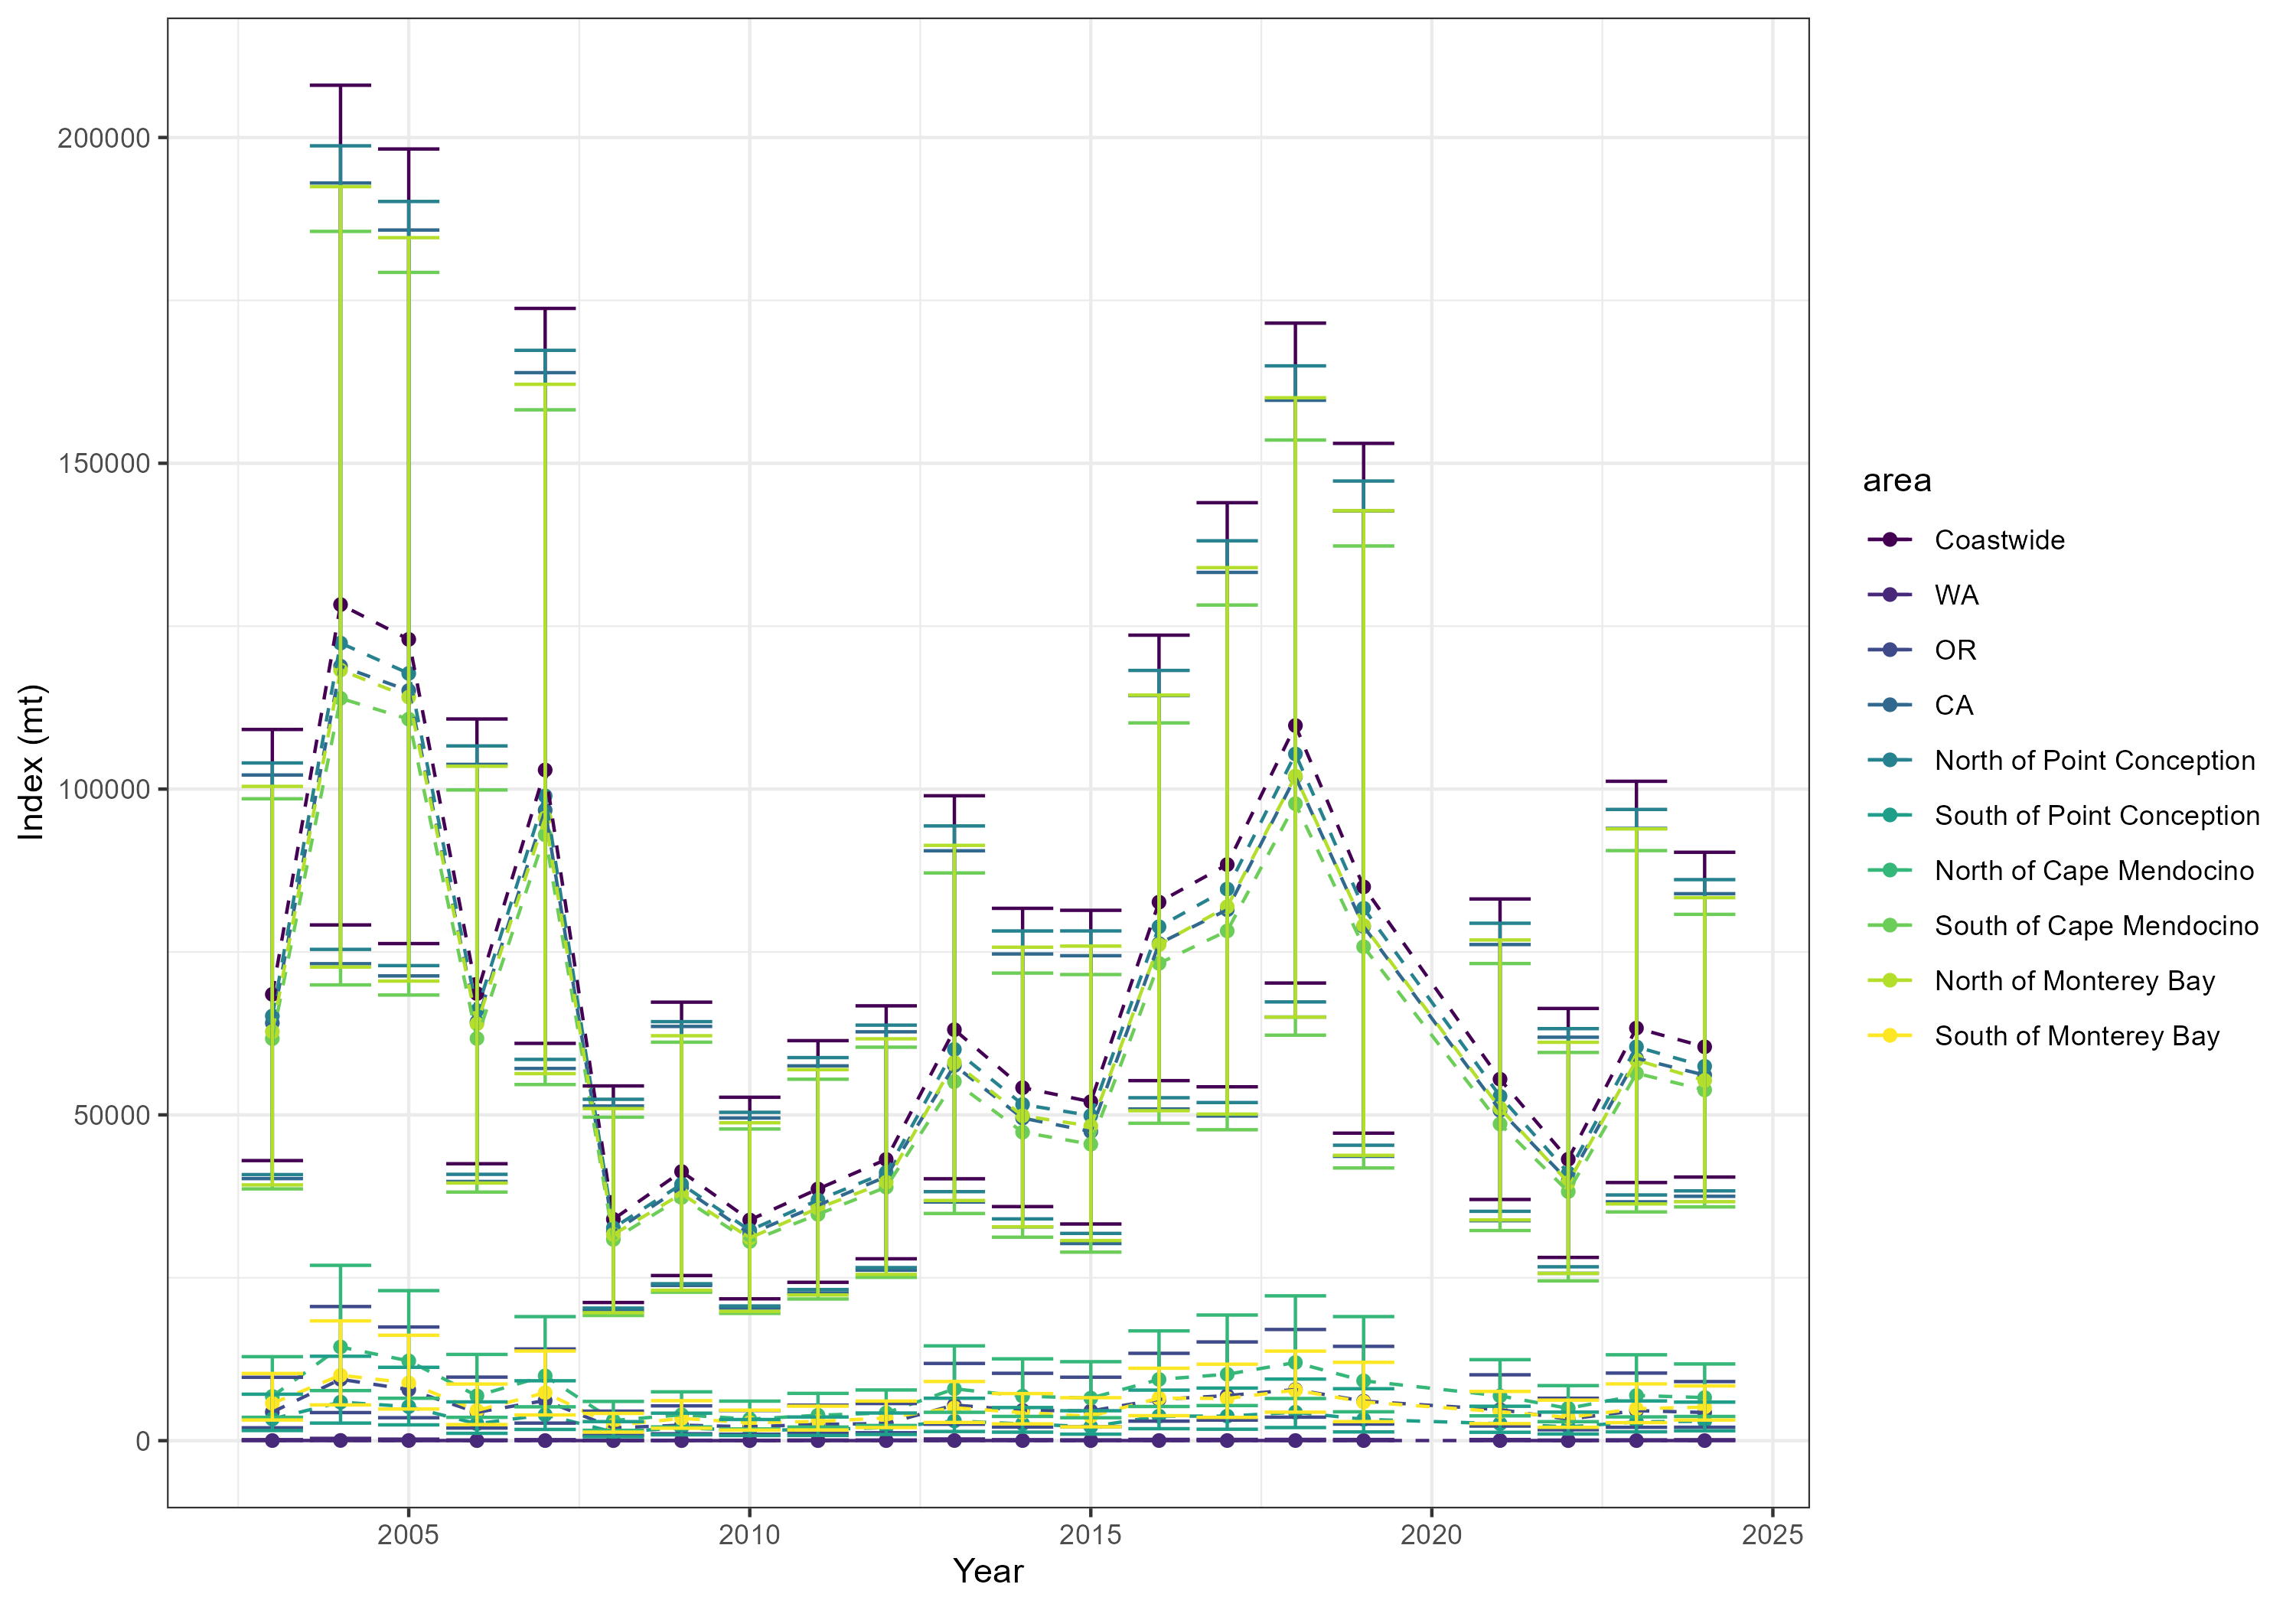 200000
150000
100000
50000
0
Index (mt)
2005
2010
2015
2020
2025
Year
area
Coastwide
WA
OR
CA
North of Point Conception
South of Point Conception
North of Cape Mendocino
South of Cape Mendocino
North of Monterey Bay
South of Monterey Bay